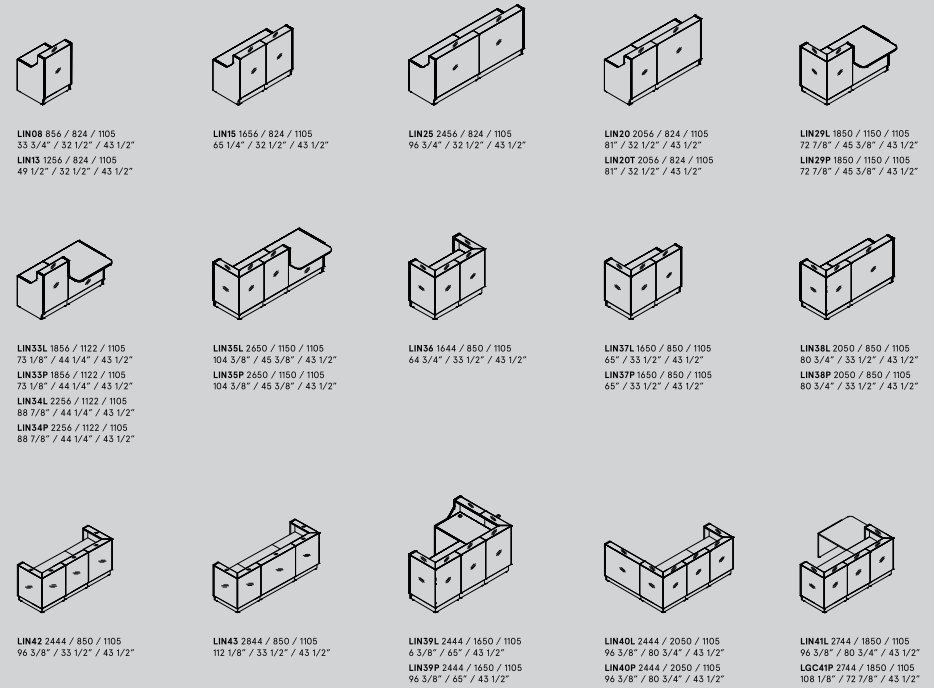 LIN08 856 / 824 / 1105
33 3/4” / 32 1/2” / 43 1/2”
LIN13 1256 / 824 / 1105
49 1/2” / 32 1/2” / 43 1/2”
LIN15 1656 / 824 / 1105
65 1/4” / 32 1/2” / 43 1/2”
LIN25 2456 / 824 / 1105
96 3/4” / 32 1/2” / 43 1/2”
LIN20 2056 / 824 / 1105
81” / 32 1/2” / 43 1/2”
LIN20T 2056 / 824 / 1105
81” / 32 1/2” / 43 1/2”
LIN29L 1850 / 1150 / 1105
72 7/8” / 45 3/8” / 43 1/2”
LIN29P 1850 / 1150 / 1105
72 7/8” / 45 3/8” / 43 1/2”
LIN33L 1856 / 1122 / 1105
73 1/8” / 44 1/4” / 43 1/2”
LIN33P 1856 / 1122 / 1105
73 1/8” / 44 1/4” / 43 1/2”
LIN34L 2256 / 1122 / 1105
88 7/8” / 44 1/4” / 43 1/2”
LIN34P 2256 / 1122 / 1105
88 7/8” / 44 1/4” / 43 1/2”
LIN35L 2650 / 1150 / 1105
104 3/8” / 45 3/8” / 43 1/2”
LIN35P 2650 / 1150 / 1105
104 3/8” / 45 3/8” / 43 1/2”
LIN36 1644 / 850 / 1105
64 3/4” / 33 1/2” / 43 1/2”
LIN37L 1650 / 850 / 1105
65” / 33 1/2” / 43 1/2”
LIN37P 1650 / 850 / 1105
65” / 33 1/2” / 43 1/2”
LIN38L 2050 / 850 / 1105
80 3/4” / 33 1/2” / 43 1/2”
LIN38P 2050 / 850 / 1105
80 3/4” / 33 1/2” / 43 1/2”
LIN42 2444 / 850 / 1105
96 3/8” / 33 1/2” / 43 1/2”
LIN43 2844 / 850 / 1105
112 1/8” / 33 1/2” / 43 1/2”
LIN39L 2444 / 1650 / 1105
6 3/8” / 65” / 43 1/2”
LIN39P 2444 / 1650 / 1105
96 3/8” / 65” / 43 1/2”
LIN40L 2444 / 2050 / 1105
96 3/8” / 80 3/4” / 43 1/2”
LIN40P 2444 / 2050 / 1105
96 3/8” / 80 3/4” / 43 1/2”
LIN41L 2744 / 1850 / 1105
96 3/8” / 80 3/4” / 43 1/2”
LGC41P 2744 / 1850 / 1105
108 1/8” / 72 7/8” / 43 1/2”